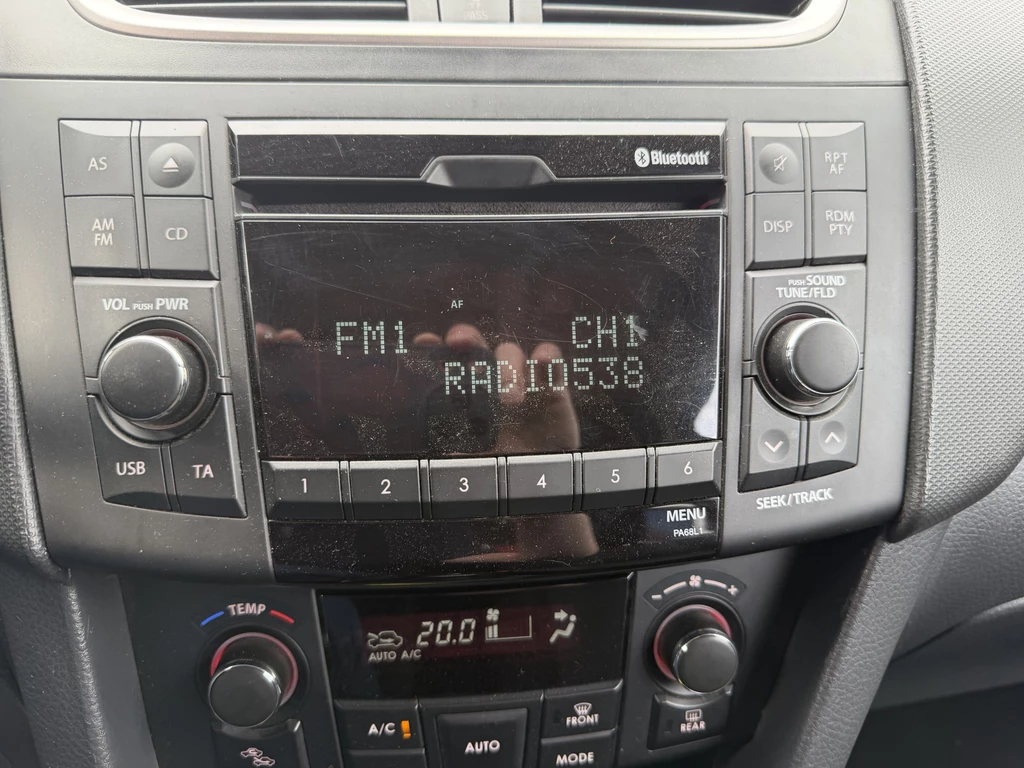 Bluetooth
AS
AM
FM
CD
RPT
AF
DISP
RDM
PTY
VOL PUSH PWR
PUSH SOUND
TUNE/FLD
AF
FM1 CH1
RADIO538
USB
TA
1 2 3 4 5 6
MENU
PA68L1
SEEK/TRACK
TEMP
20.0
AUTO A/C
- +
A/C
AUTO
FRONT
MODE
REAR